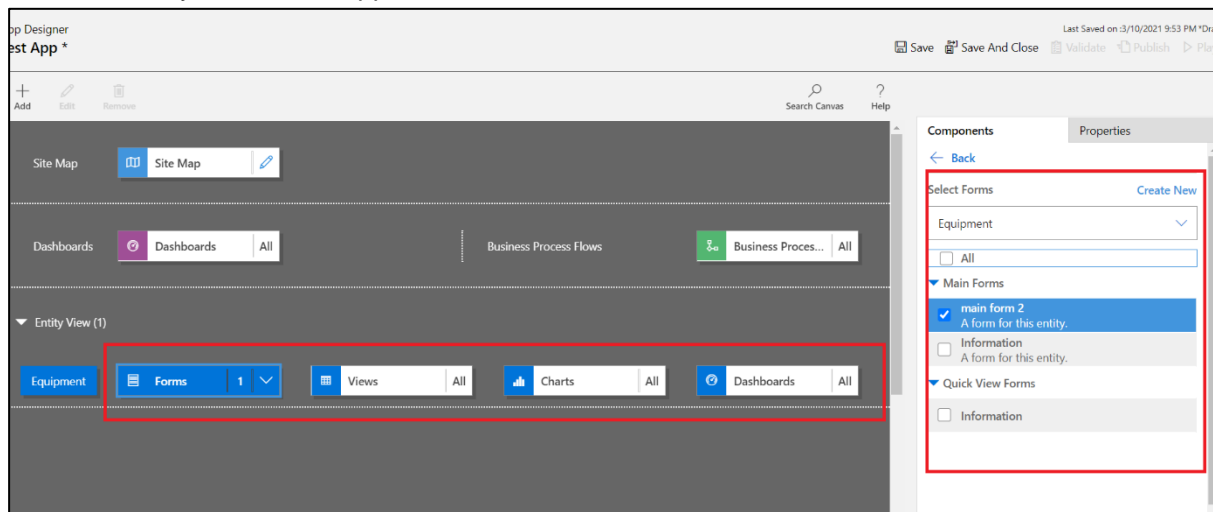 op Designer
est App *
Last Saved on :3/10/2021 9:53 PM *Dra
Save Save And Close Validate Publish Pla
Add Edit Remove Search Canvas Help
Components Properties
Back
Select Forms Create New
Equipment
All
Main Forms
main form 2
A form for this entity.
Information
A form for this entity.
Quick View Forms
Information
Site Map Site Map
Dashboards Dashboards All Business Process Flows Business Proces... All
Entity View (1)
Equipment Forms 1 Views All Charts All Dashboards All